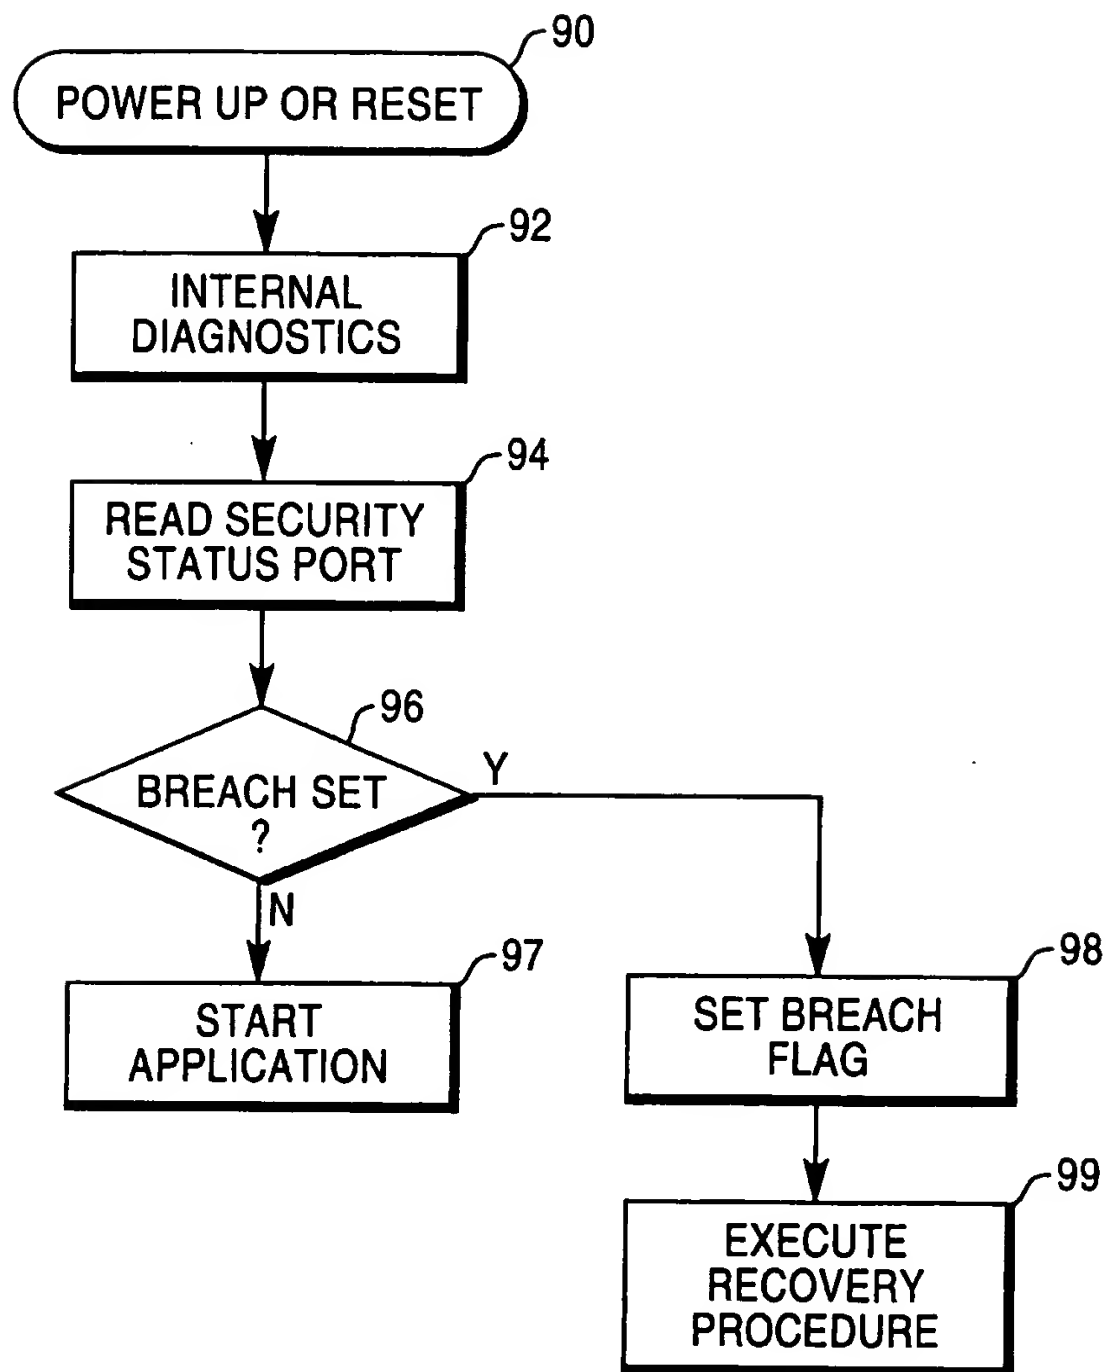 90
POWER UP OR RESET
92
INTERNAL
DIAGNOSTICS
94
READ SECURITY
STATUS PORT
96
BREACH SET
?
Y
N
97
START
APPLICATION
98
SET BREACH
FLAG
99
EXECUTE
RECOVERY
PROCEDURE